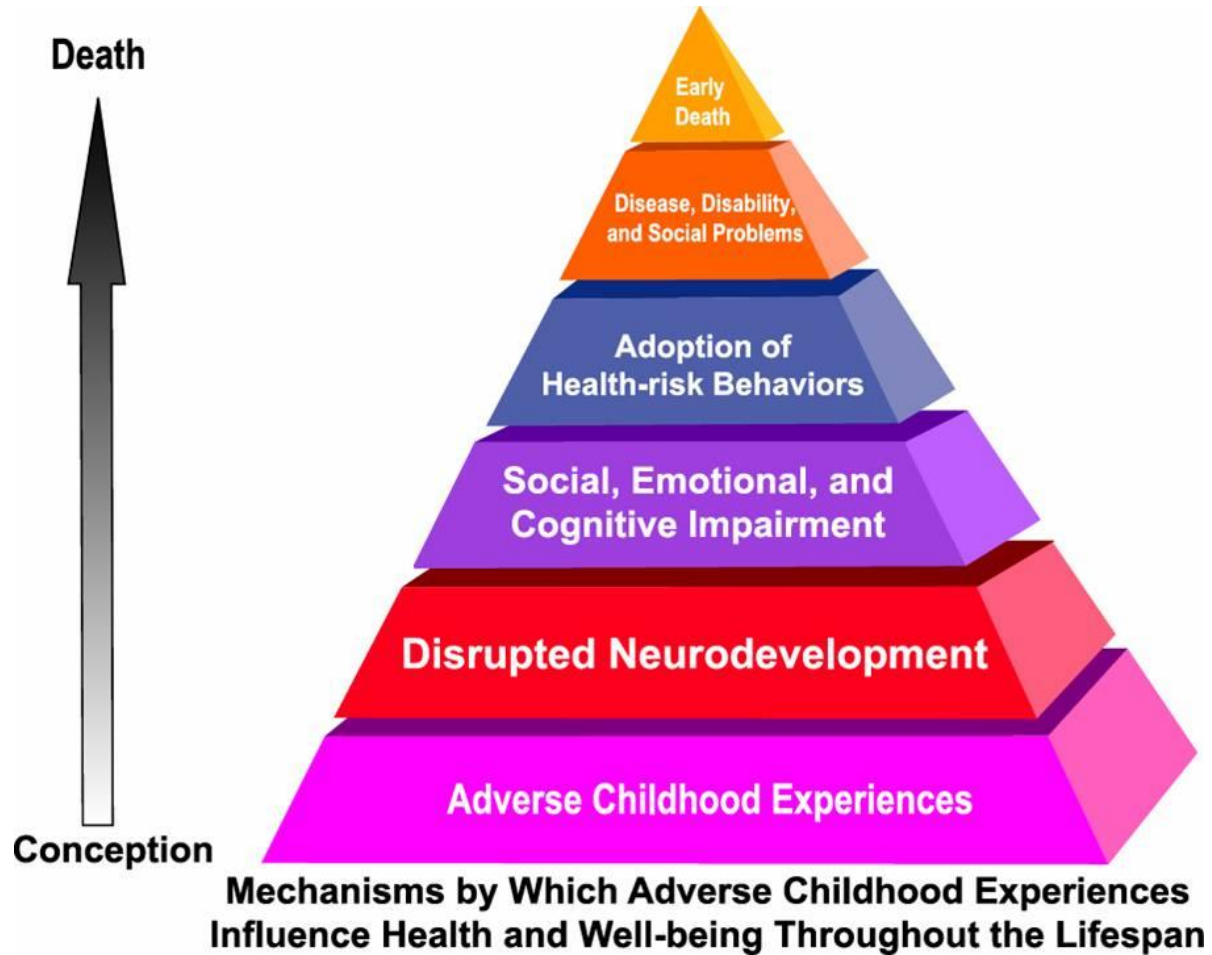 Death
Early
Death
Disease, Disability,
and Social Problems
Adoption of
Health-risk Behaviors
Social, Emotional, and
Cognitive Impairment
Disrupted Neurodevelopment
Adverse Childhood Experiences
Conception
Mechanisms by Which Adverse Childhood Experiences
Influence Health and Well-being Throughout the Lifespan